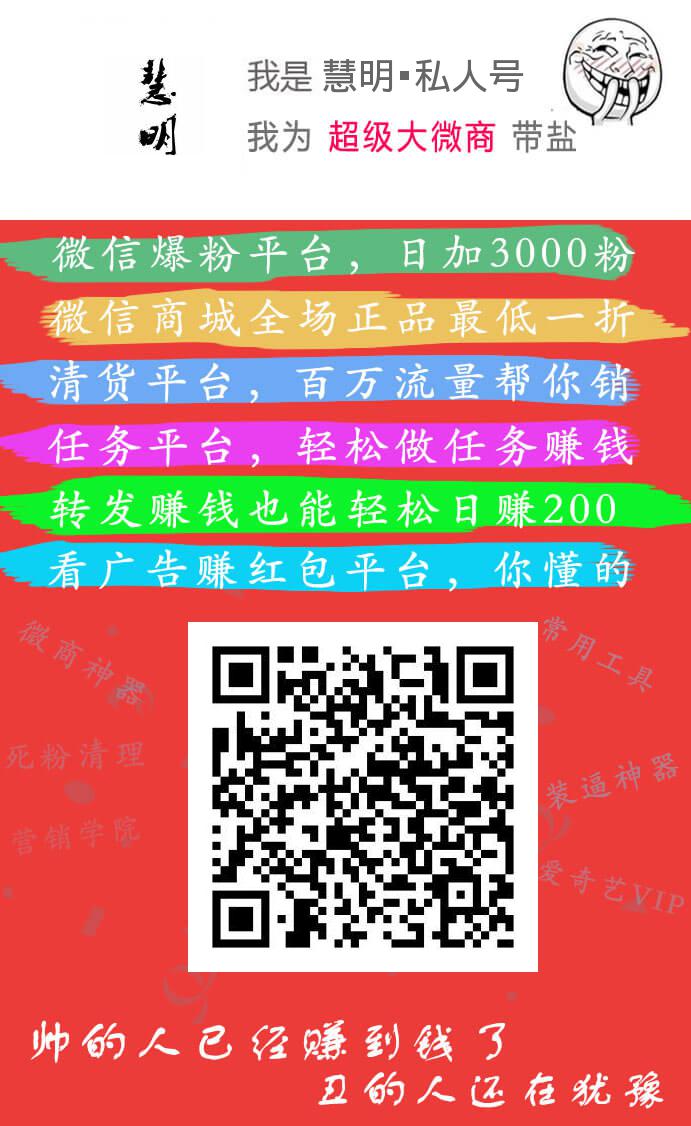 慧明
我是 慧明·私人号
我为 超级大微商 带盐
微信爆粉平台，日加3000粉
微信商城全场正品最低一折
清货平台，百万流量帮你销
任务平台，轻松做任务赚钱
转发赚钱也能轻松日赚200
看广告赚红包平台，你懂的
微商神器
常用工具
死粉清理
装逼神器
营销学院
爱奇艺VIP
帅的人已经赚到钱了
丑的人还在犹豫